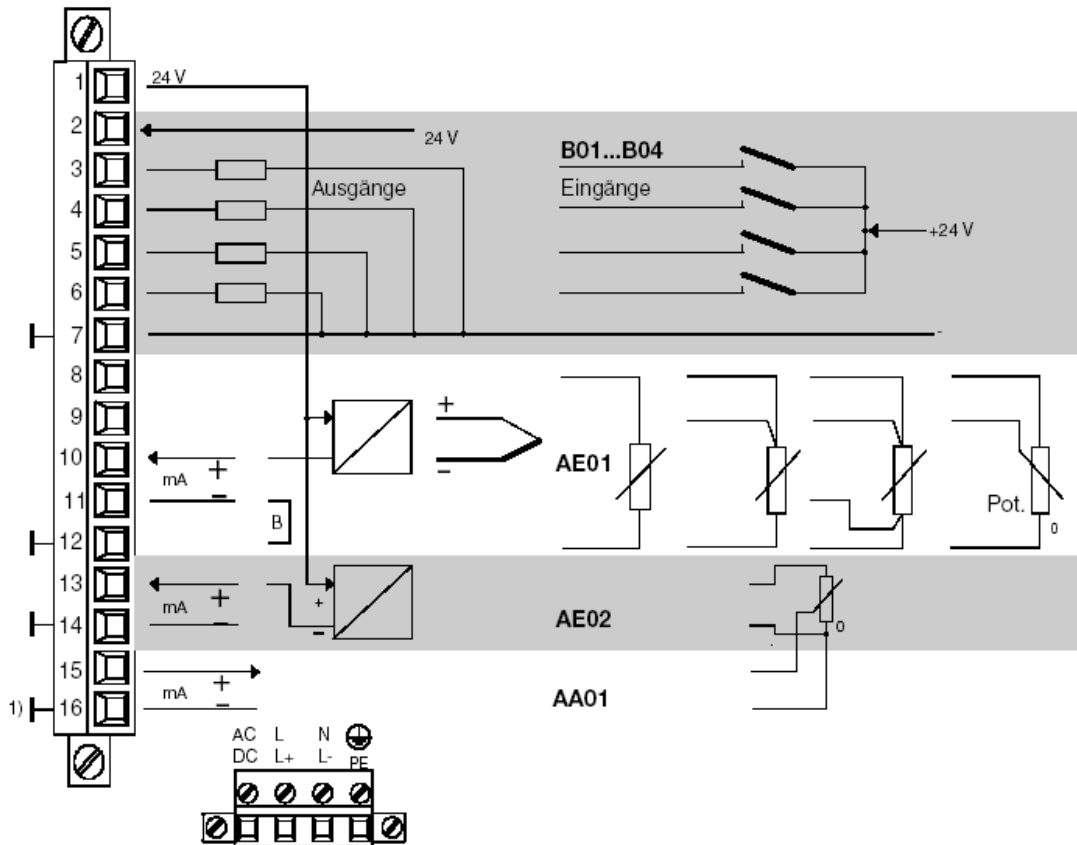 1 24 V
2 24 V
3 B01...B04
Ausgänge Eingänge
4
5 +24 V
6
7 -
8
9 +
10 + - AE01
mA
11 - B Pot.
12 0
13 + +
mA
14 - - AE02 0
15 +
mA AA01
1) 16 -
AC L N
DC L+ L- PE